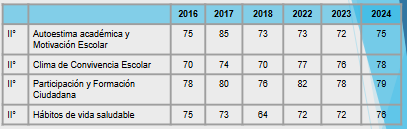 2016 2017 2018 2022 2023 2024
II° Autoestima académica y Motivación Escolar 75 85 73 73 72 75
II° Clima de Convivencia Escolar 70 74 70 77 76 78
II° Participación y Formación Ciudadana 78 80 76 82 78 79
II° Hábitos de vida saludable 75 73 64 72 72 76